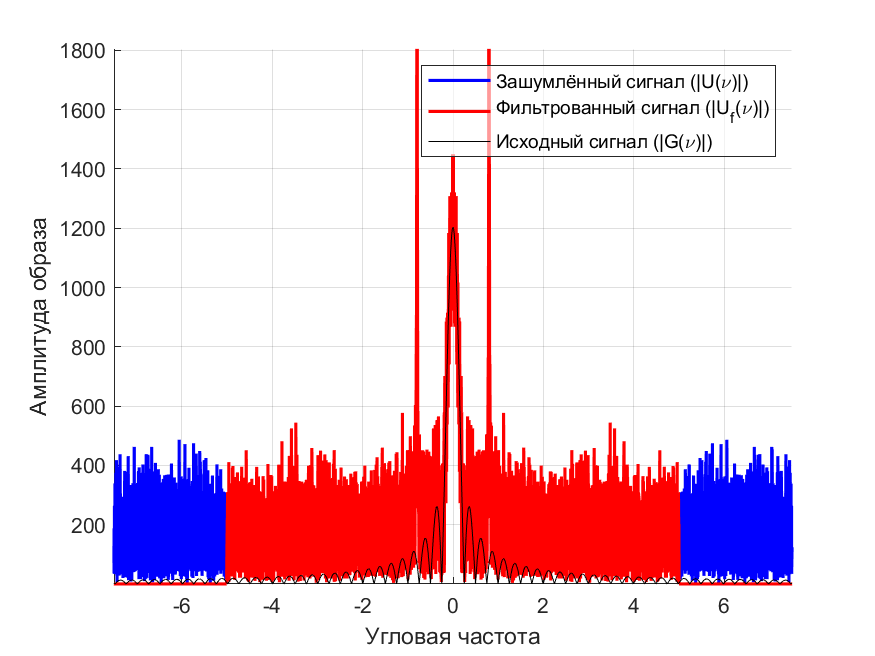 1800
1600
1400
1200
1000
800
600
400
200
Амплитуда образа
Зашумлённый сигнал (|U(ν)|)
Фильтрованный сигнал (|U_f(ν)|)
Исходный сигнал (|G(ν)|)
-6 -4 -2 0 2 4 6
Угловая частота